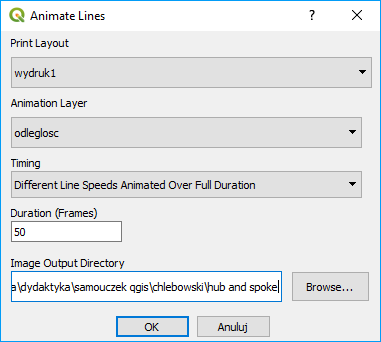 Animate Lines
?
Print Layout
wydruk1
Animation Layer
odleglosc
Timing
Different Line Speeds Animated Over Full Duration
Duration (Frames)
50
Image Output Directory
a\dydaktyka\samouczek qgis\chlebowski\hub and spoke
Browse...
OK
Anuluj